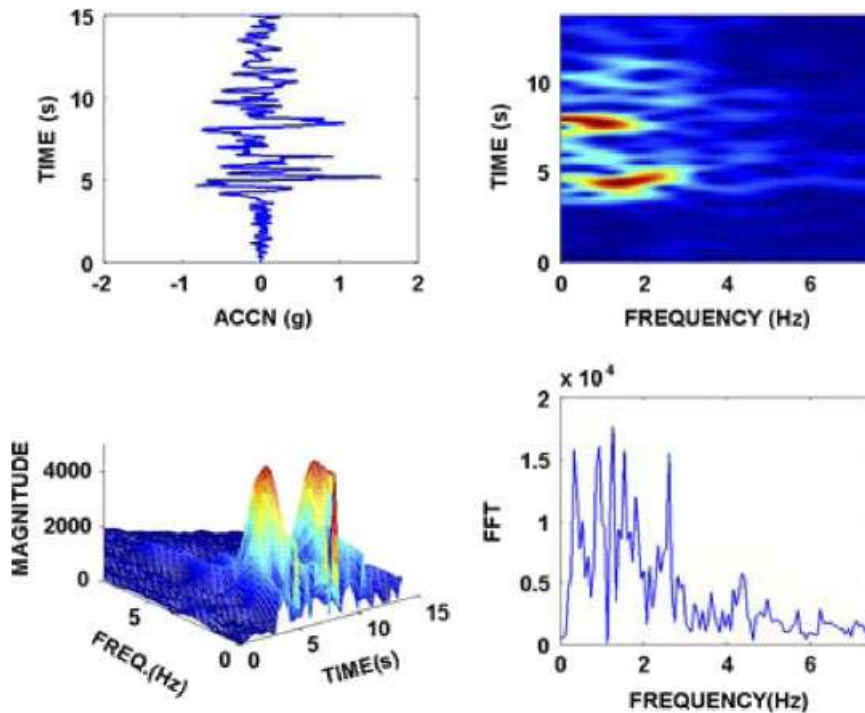 15
10
5
0
TIME (s)
-2 -1 0 1 2
ACCN (g)
10
5
0
TIME (s)
0 2 4 6
FREQUENCY (Hz)
4000
2000
0
MAGNITUDE
5
0
FREQ.(Hz)
0 5 10 15
TIME(s)
x 10 4
2
1.5
1
0.5
0
FFT
0 2 4 6
FREQUENCY(Hz)